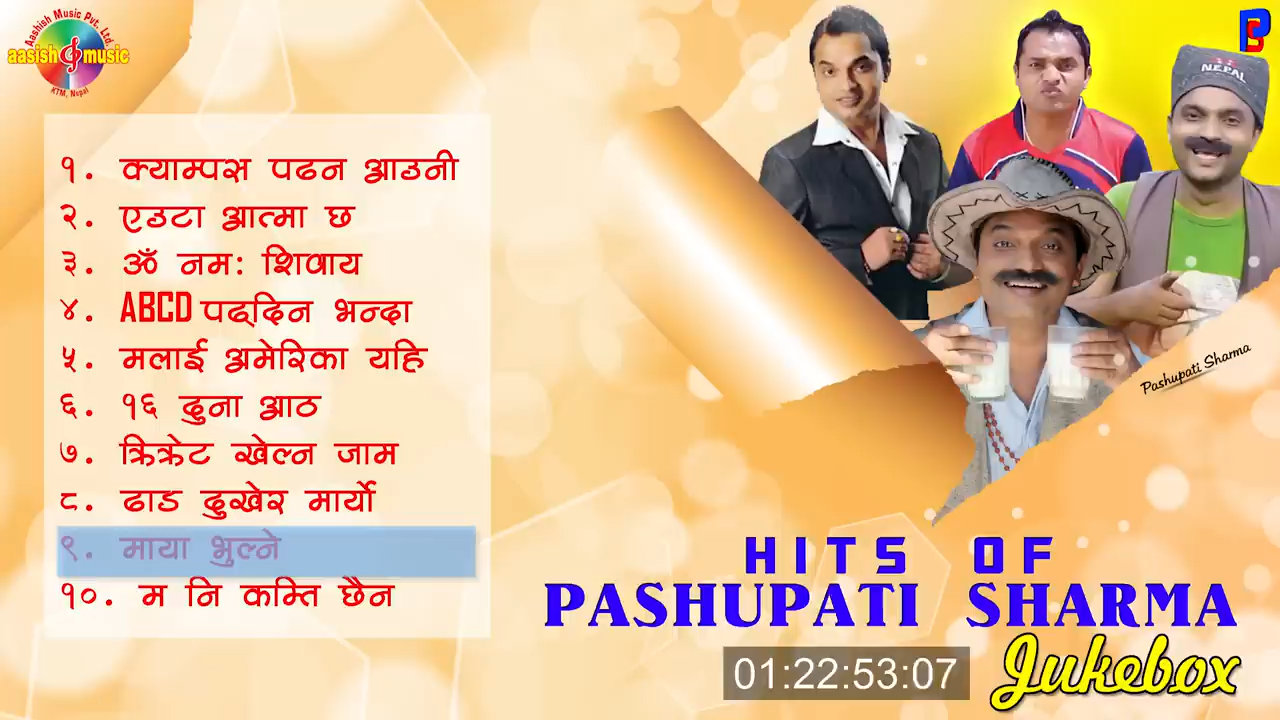 Aashish Music Pvt. Ltd.
aasish music
KTM, Nepal
PS
NEPAL
१. क्याम्पस पढन आउनी
२. एउटा आत्मा छ
३. ॐ नमः शिवाय
४. ABCD पढ्दिन भन्दा
५. मलाई अमेरिका यहि
६. १६ दुना आठ
७. क्रिकेट खेल्न जाम
८. ढाड दुखेर मार्यो
९. माया भुल्ने
१०. म नि कम्ति छैन
Pashupati Sharma
HITS OF
PASHUPATI SHARMA
Jukebox
01:22:53:07